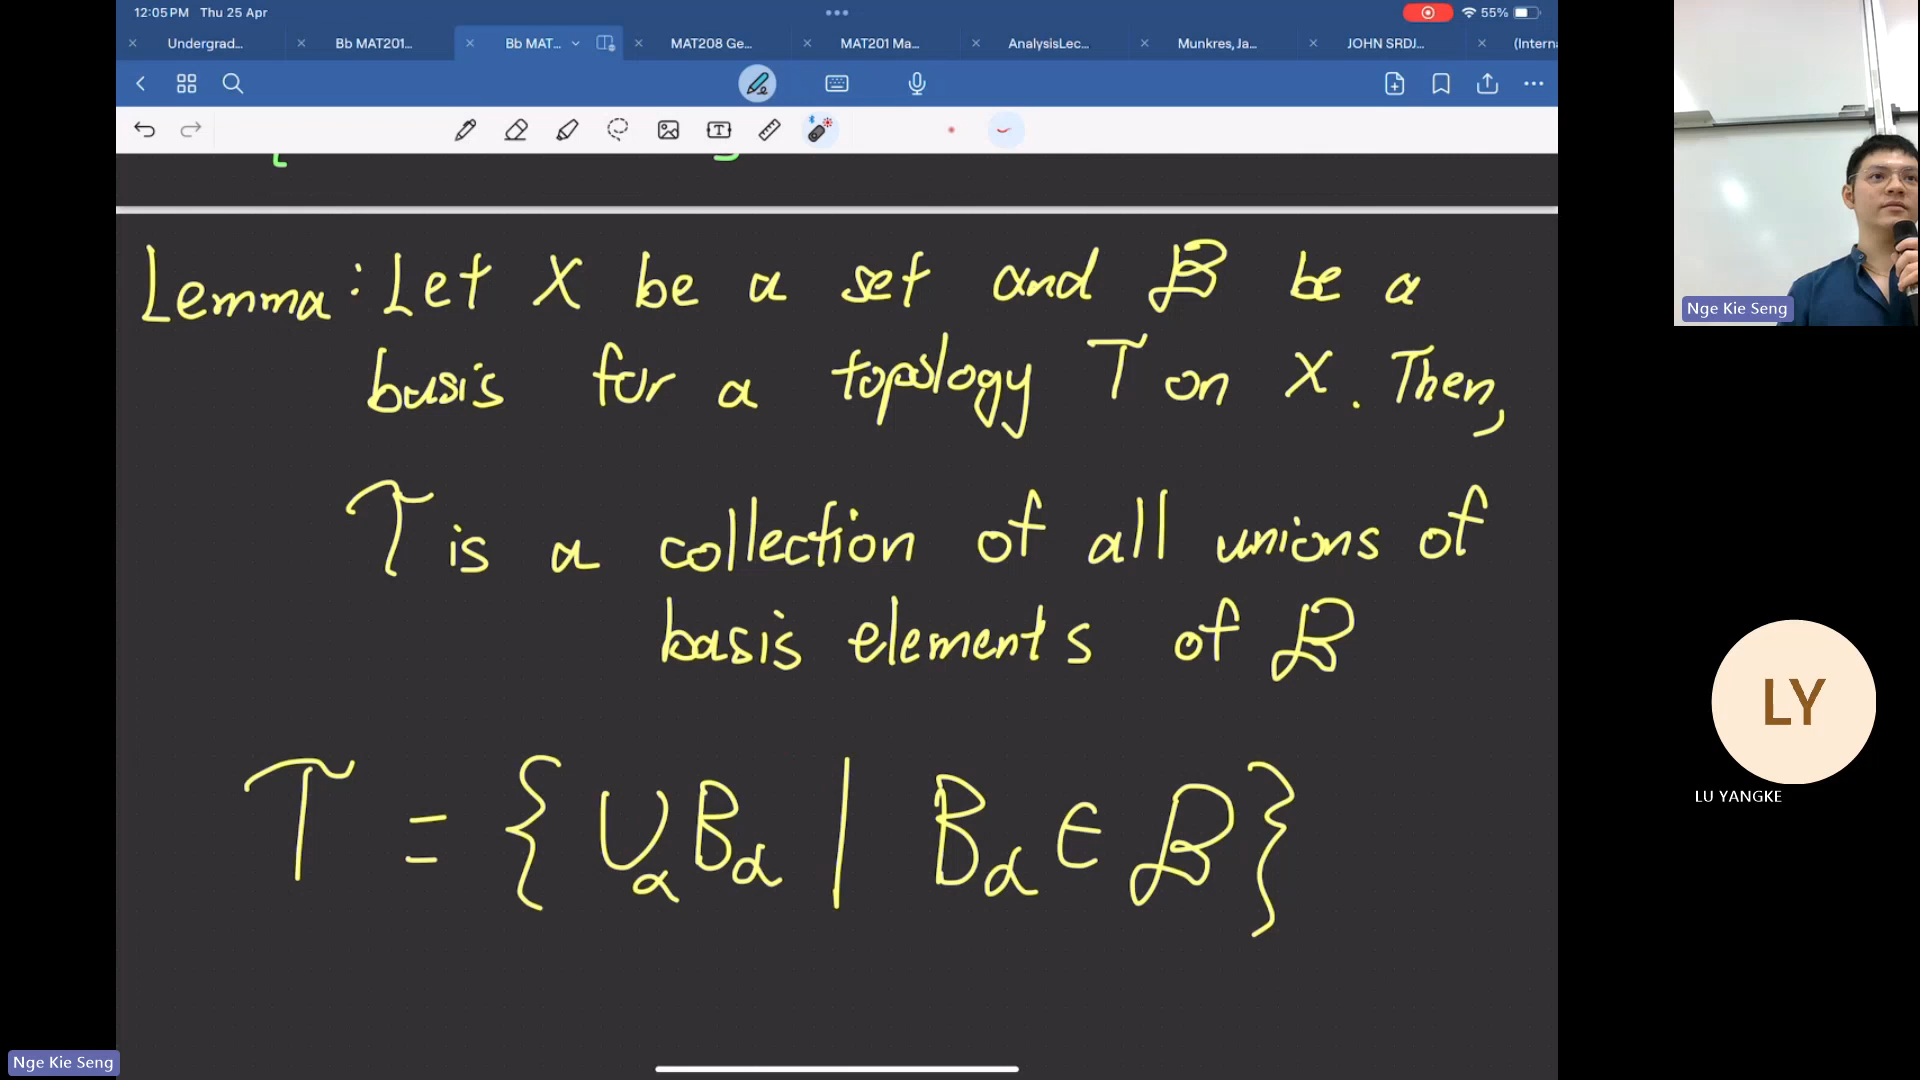 12:05 PM Thu 25 Apr
55%
Undergrad...
Bb MAT201...
Bb MAT...
MAT208 Ge...
MAT201 Ma...
AnalysisLec...
Munkres, Ja...
JOHN SRDJ...
(Intern
Lemma: Let X be a set and ℬ be a
basis for a topology T on X. Then,
T is a collection of all unions of
basis elements of ℬ
T = { ∪α Bα | Bα ∈ ℬ }
Nge Kie Seng
LY
LU YANGKE
Nge Kie Seng